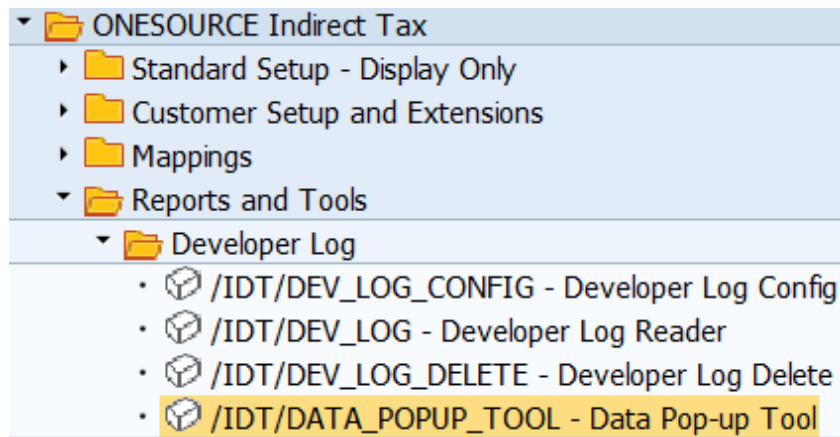 ONESOURCE Indirect Tax
Standard Setup - Display Only
Customer Setup and Extensions
Mappings
Reports and Tools
Developer Log
/IDT/DEV_LOG_CONFIG - Developer Log Config
/IDT/DEV_LOG - Developer Log Reader
/IDT/DEV_LOG_DELETE - Developer Log Delete
/IDT/DATA_POPUP_TOOL - Data Pop-up Tool